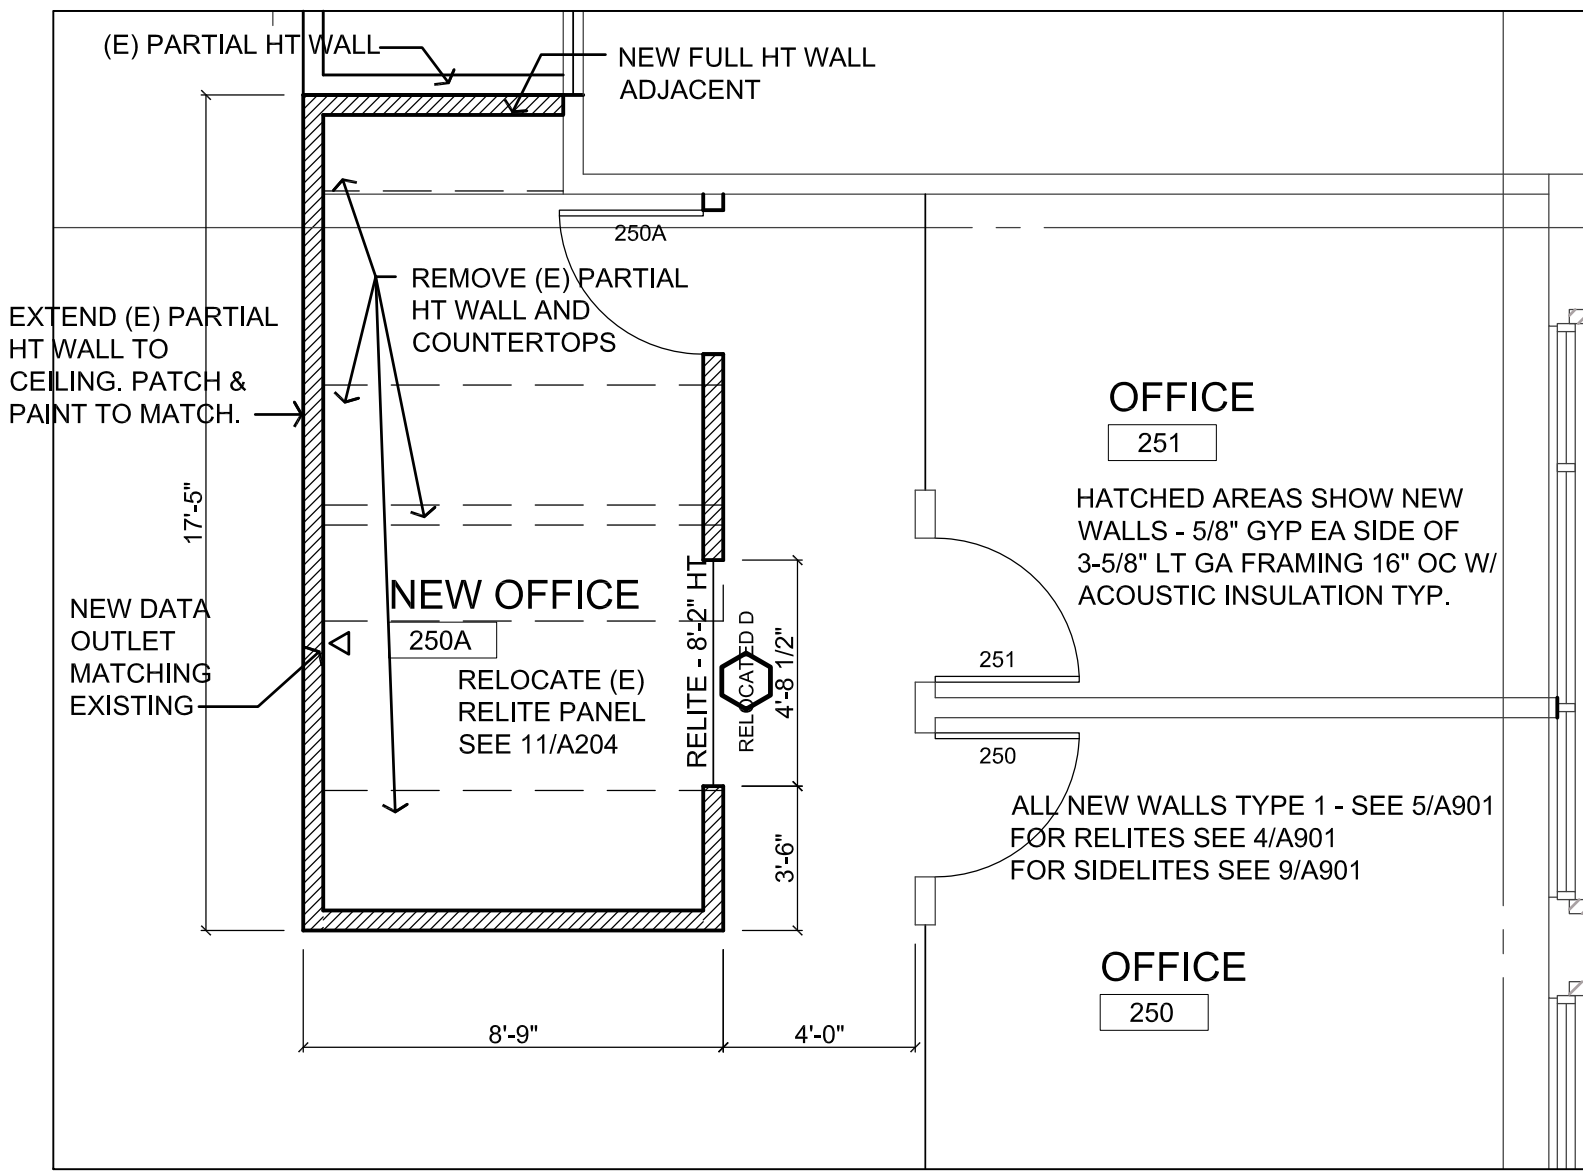 (E) PARTIAL HT WALL
NEW FULL HT WALL
ADJACENT
250A
REMOVE (E) PARTIAL
HT WALL AND
COUNTERTOPS
EXTEND (E) PARTIAL
HT WALL TO
CEILING. PATCH &
PAINT TO MATCH.
17'-5"
OFFICE
251
HATCHED AREAS SHOW NEW
WALLS - 5/8" GYP EA SIDE OF
3-5/8" LT GA FRAMING 16" OC W/
ACOUSTIC INSULATION TYP.
NEW OFFICE
250A
NEW DATA
OUTLET
MATCHING
EXISTING
RELOCATE (E)
RELITE PANEL
SEE 11/A204
RELITE - 8'-2" HT
RELOCATED D
4'-8 1/2"
251
250
3'-6"
ALL NEW WALLS TYPE 1 - SEE 5/A901
FOR RELITES SEE 4/A901
FOR SIDELITES SEE 9/A901
OFFICE
250
8'-9"
4'-0"